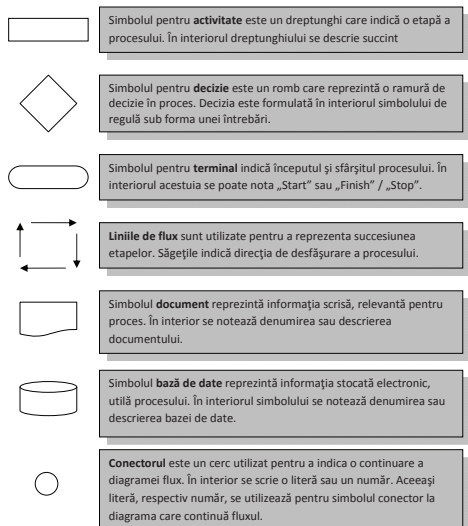 Simbolul pentru activitate este un dreptunghi care indică o etapă a
procesului. În interiorul dreptunghiului se descrie succint
Simbolul pentru decizie este un romb care reprezintă o ramură de
decizie în proces. Decizia este formulată în interiorul simbolului de
regulă sub forma unei întrebări.
Simbolul pentru terminal indică începutul şi sfârşitul procesului. În
interiorul acestuia se poate nota „Start” sau „Finish” / „Stop”.
Liniile de flux sunt utilizate pentru a reprezenta succesiunea
etapelor. Săgeţile indică direcţia de desfăşurare a procesului.
Simbolul document reprezintă informaţia scrisă, relevantă pentru
proces. În interior se notează denumirea sau descrierea
documentului.
Simbolul bază de date reprezintă informaţia stocată electronic,
utilă procesului. În interiorul simbolului se notează denumirea sau
descrierea bazei de date.
Conectorul este un cerc utilizat pentru a indica o continuare a
diagramei flux. În interior se scrie o literă sau un număr. Aceeaşi
literă, respectiv număr, se utilizează pentru simbolul conector la
diagrama care continuă fluxul.